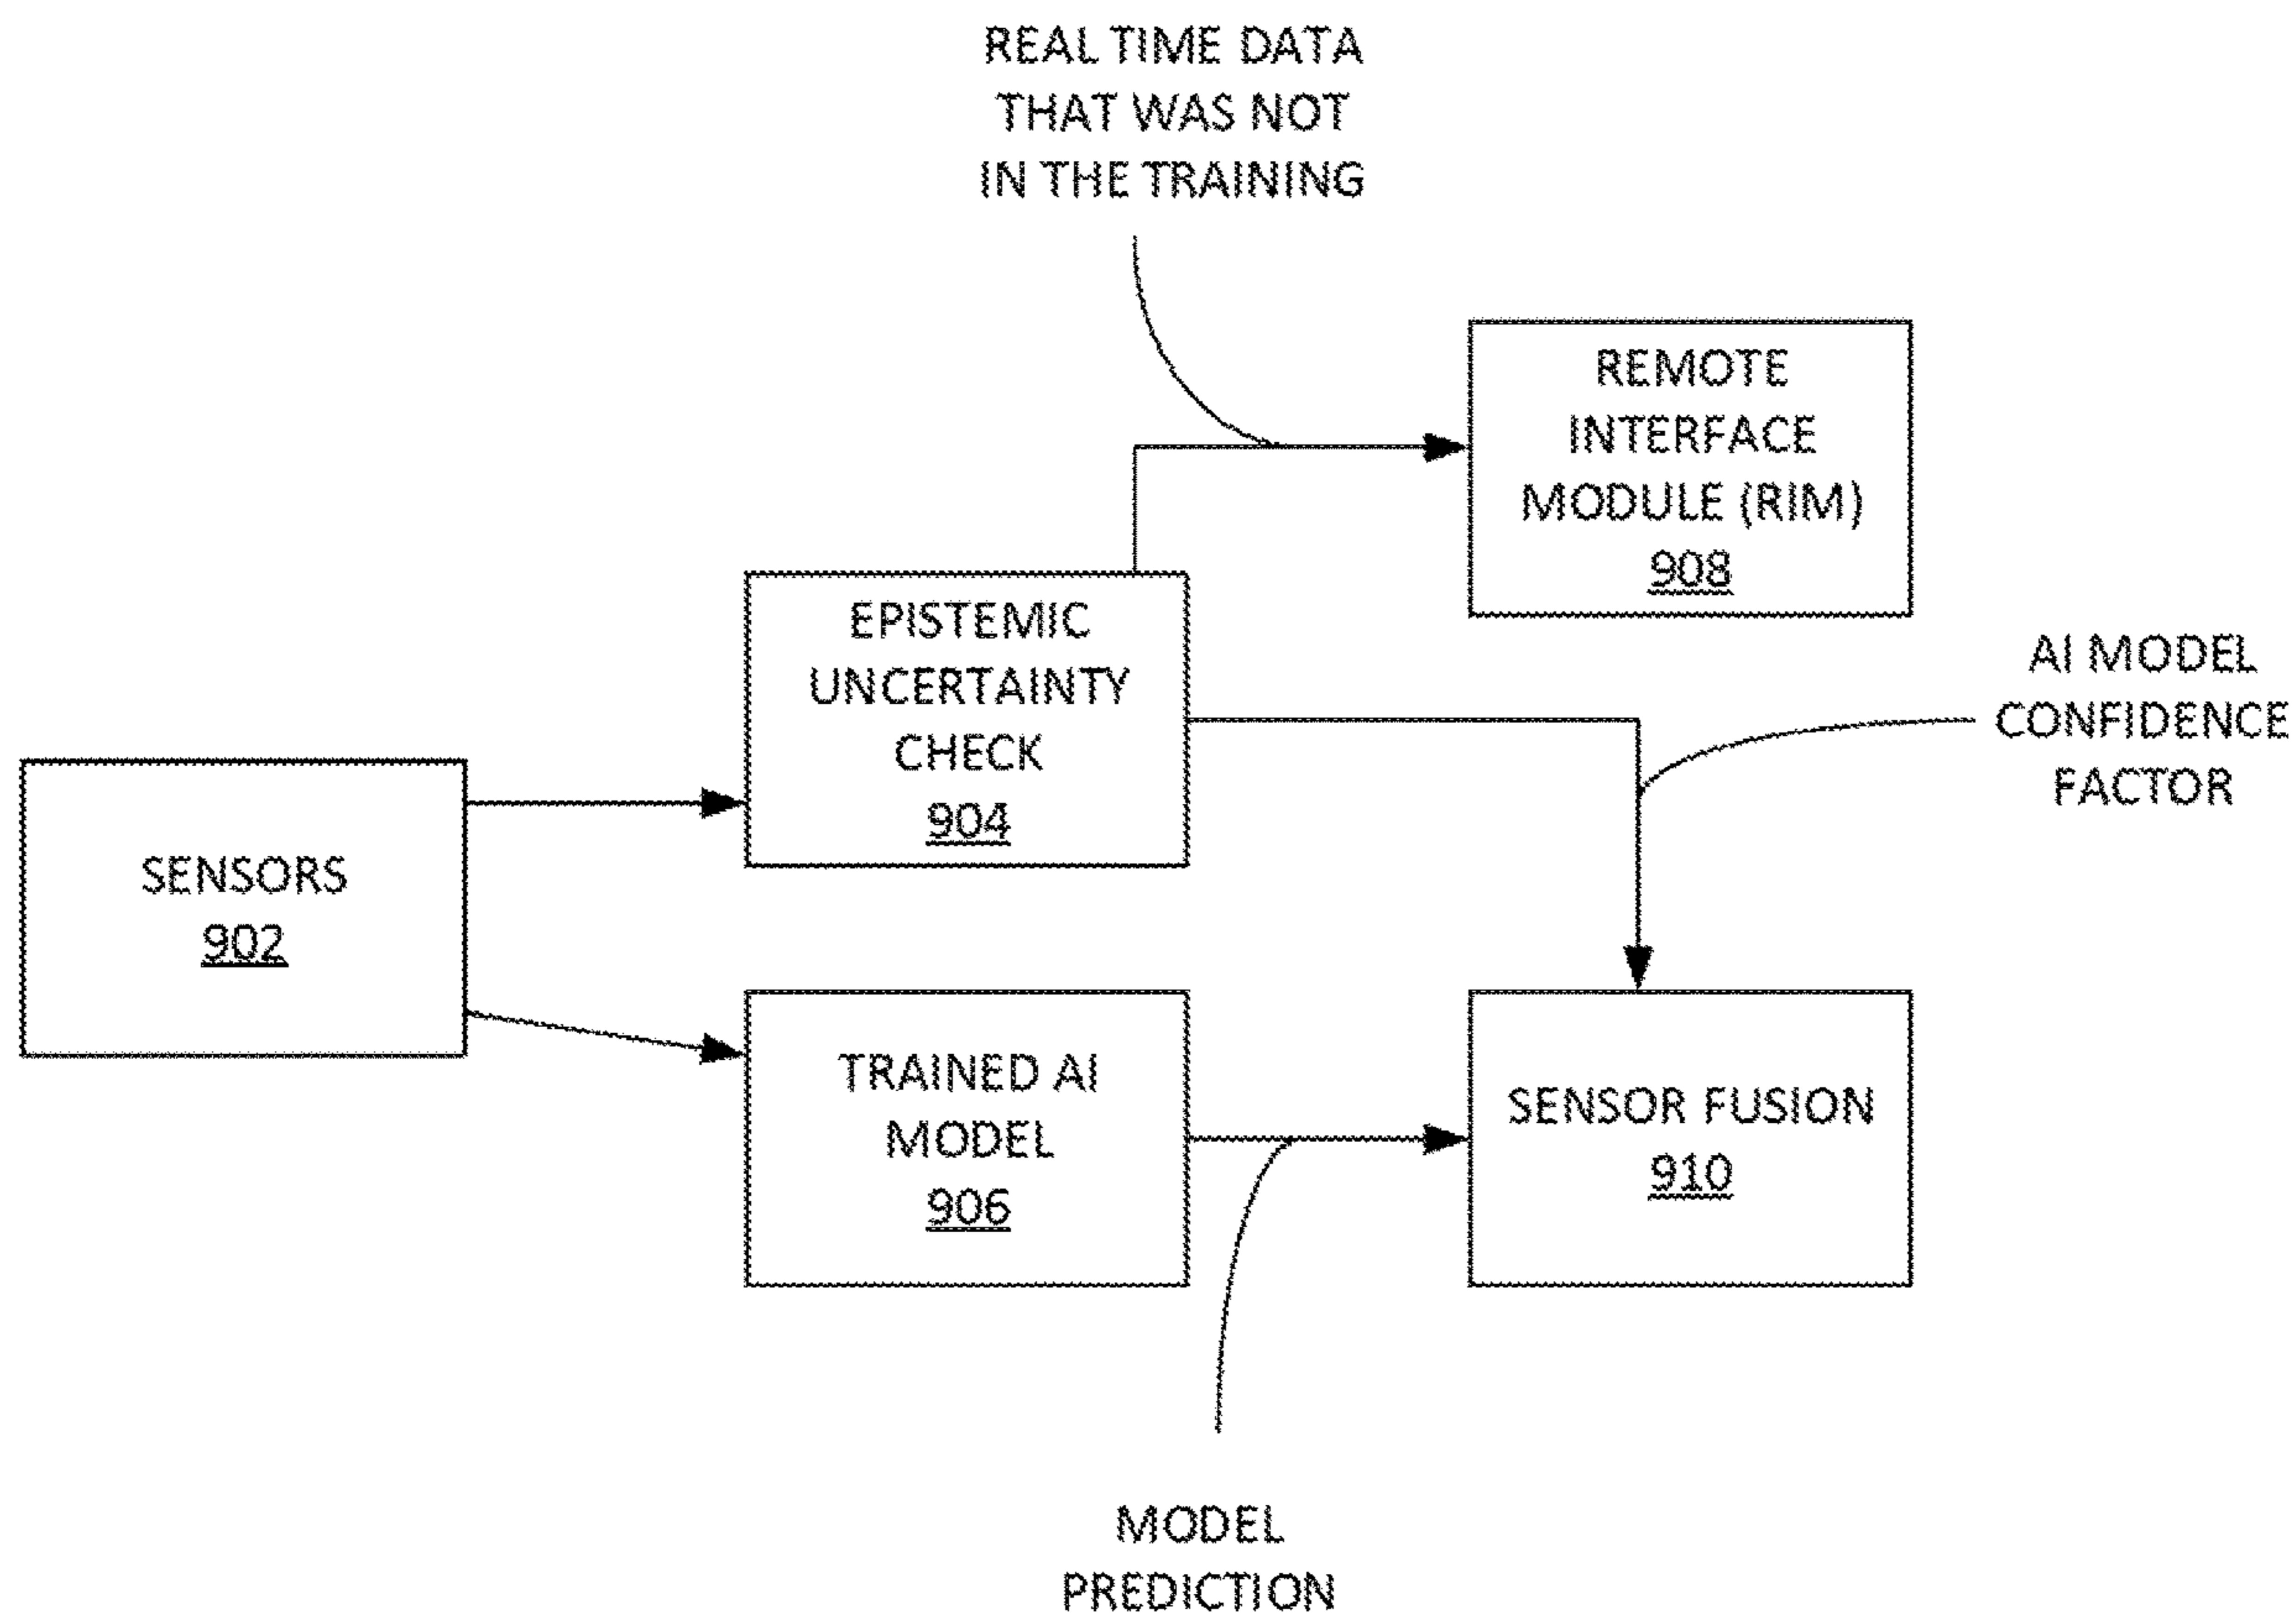 REAL TIME DATA
THAT WAS NOT
IN THE TRAINING
REMOTE
INTERFACE
MODULE (RIM)
908
EPISTEMIC
UNCERTAINTY
CHECK
904
AI MODEL
CONFIDENCE
FACTOR
SENSORS
902
TRAINED AI
MODEL
906
SENSOR FUSION
910
MODEL
PREDICTION